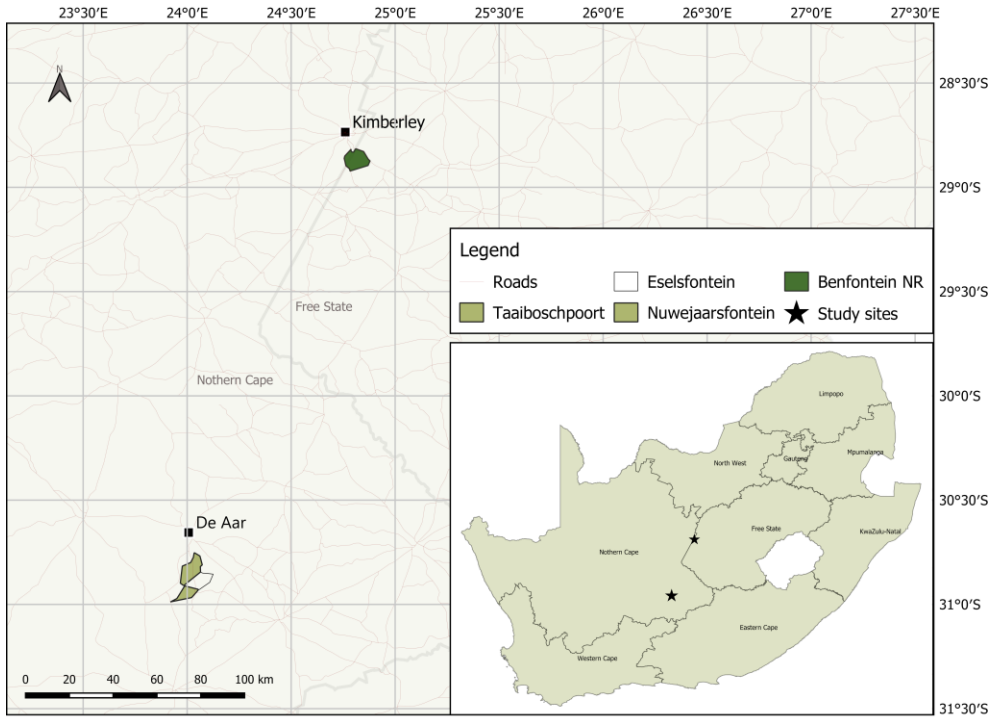 23°30'E 24°0'E 24°30'E 25°0'E 25°30'E 26°0'E 26°30'E 27°0'E 27°30'E
N
28°30'S
Kimberley
29°0'S
Legend
Roads Eselsfontein Benfontein NR
Taaiboschpoort Nuwejaarsfontein Study sites
29°30'S
Free State
Nothern Cape
30°0'S
Limpopo
Mpumalanga
Gauteng
North West
30°30'S
De Aar
Free State
KwaZulu-Natal
Nothern Cape
31°0'S
Eastern Cape
Western Cape
0 20 40 60 80 100 km
31°30'S